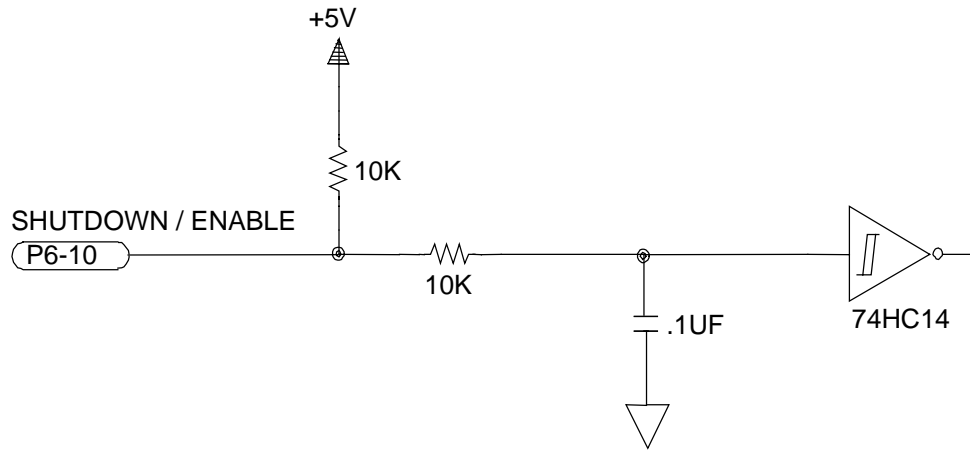 +5V
10K
SHUTDOWN / ENABLE
P6-10
10K
.1UF
74HC14